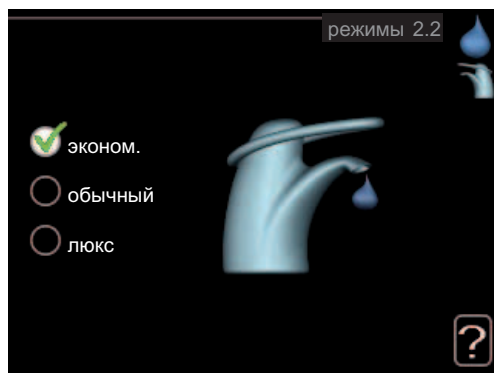 режимы 2.2
эконом.
обычный
люкс
?